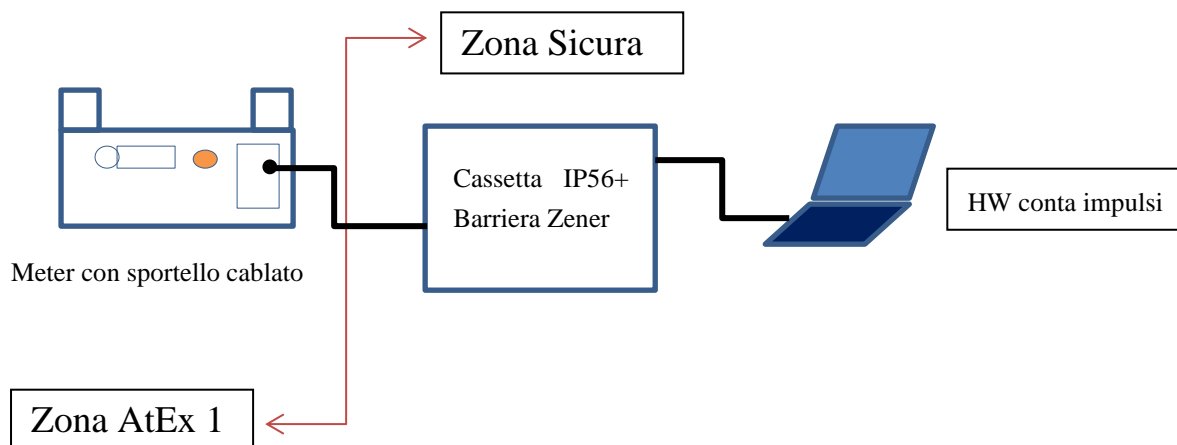 Zona Sicura
Cassetta IP56+
Barriera Zener
HW conta impulsi
Meter con sportello cablato
Zona AtEx 1